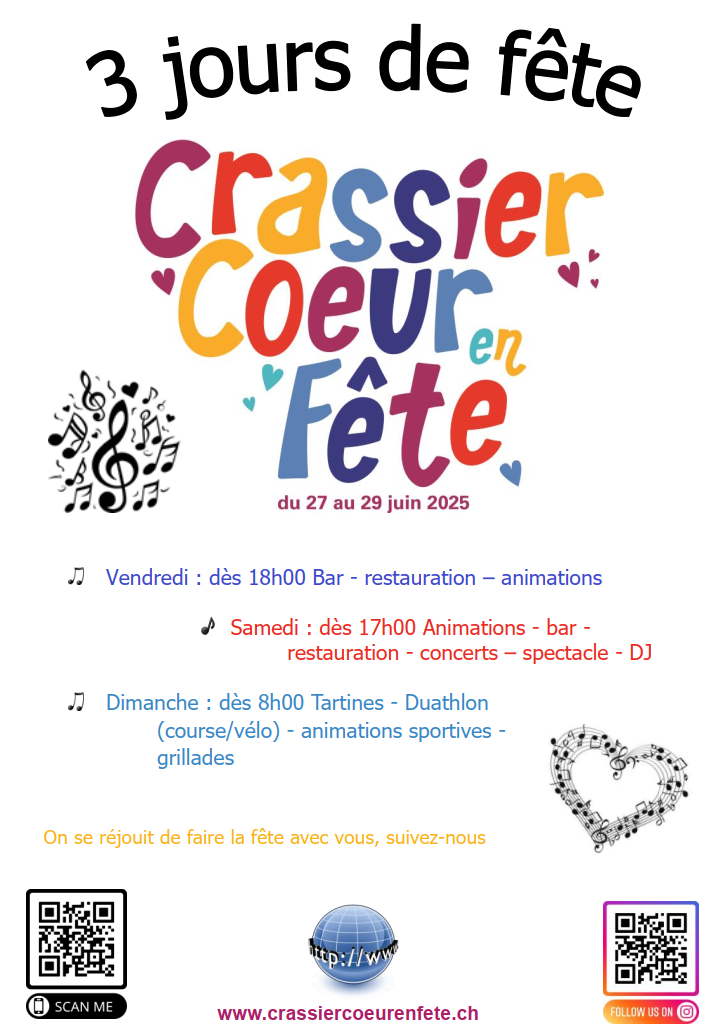 3 jours de fête
Crassier
Coeur
en
Fête
du 27 au 29 juin 2025
Vendredi : dès 18h00 Bar - restauration – animations
Samedi : dès 17h00 Animations - bar -
restauration - concerts – spectacle - DJ
Dimanche : dès 8h00 Tartines - Duathlon
(course/vélo) - animations sportives -
grillades
On se réjouit de faire la fête avec vous, suivez-nous
http://www
SCAN ME
www.crassiercoeurenfete.ch
FOLLOW US ON